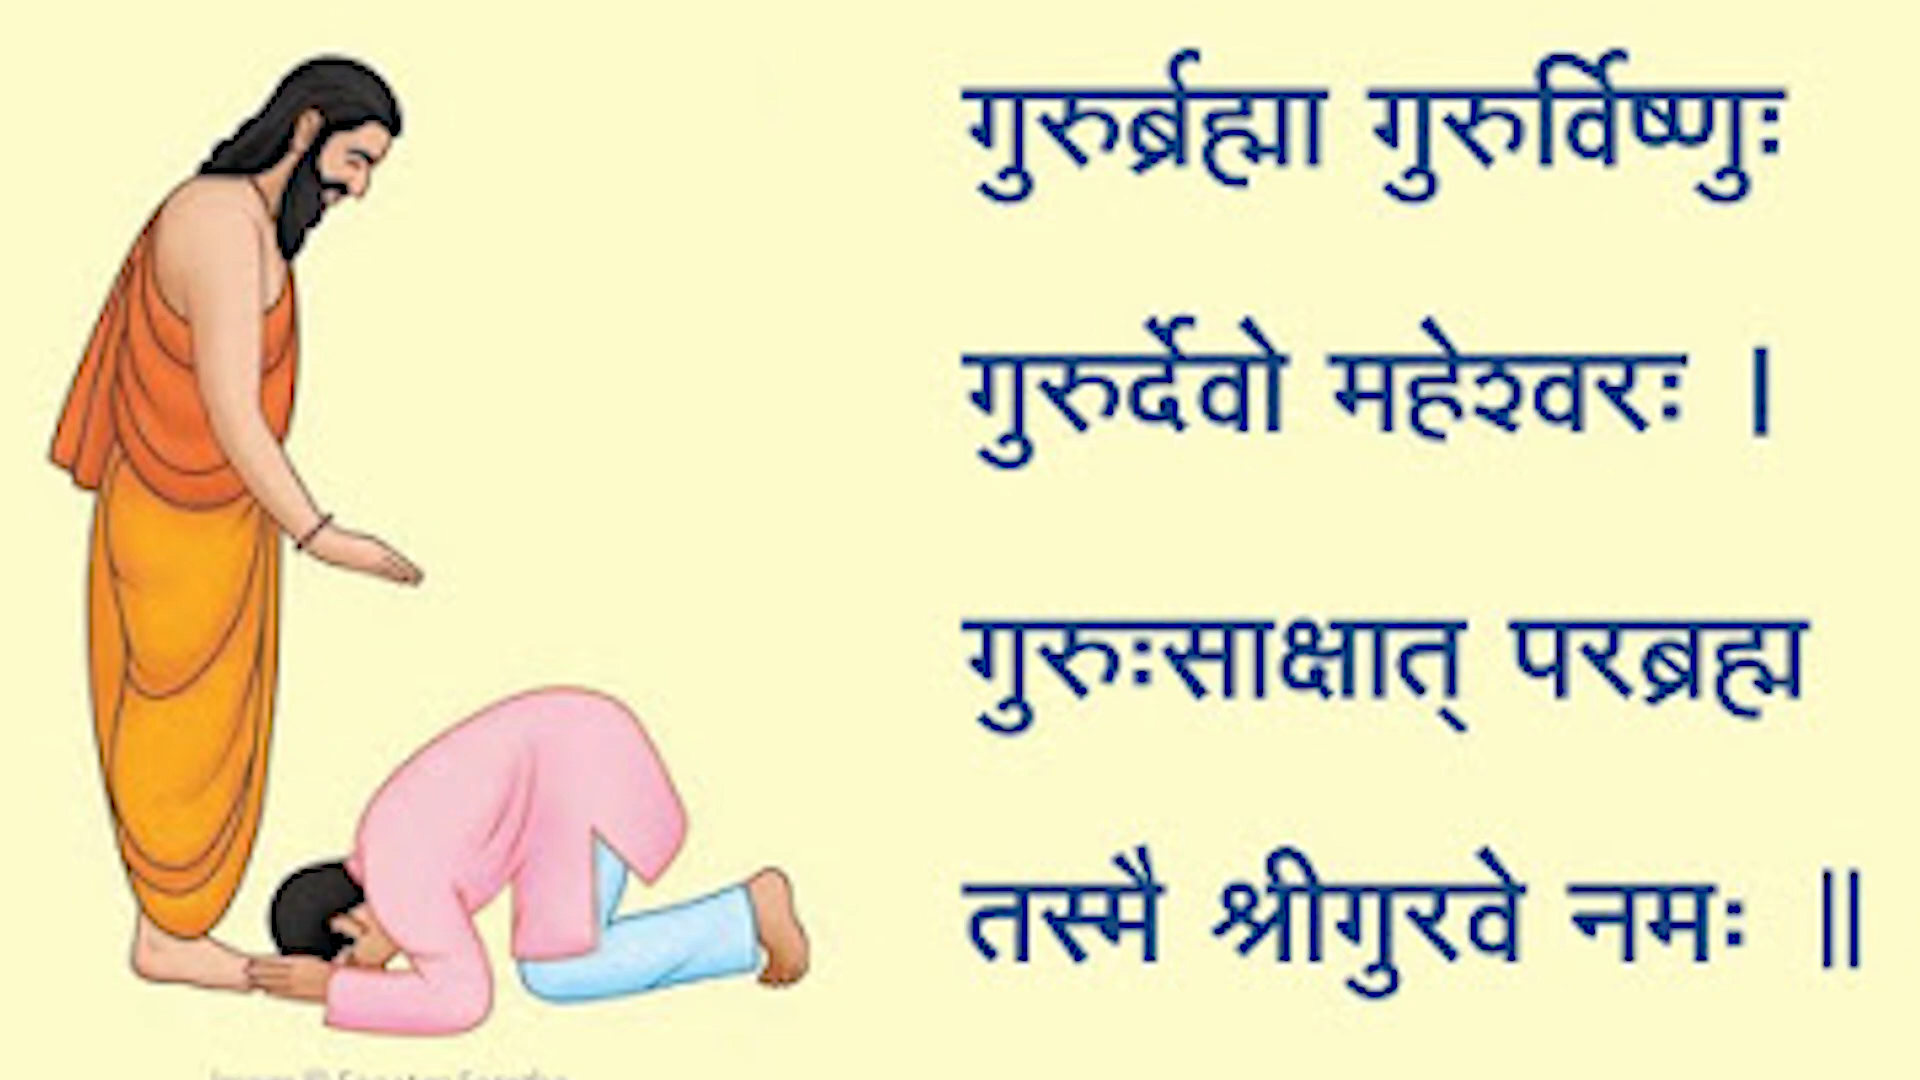 गुरुर्ब्रह्मा गुरुर्विष्णुः
गुरुर्देवो महेश्वरः ।
गुरुःसाक्षात् परब्रह्म
तस्मै श्रीगुरवे नमः ॥